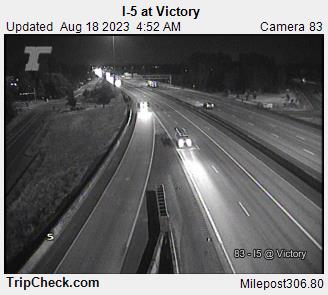 I-5 at Victory
Updated Aug 18 2023 4:52 AM
Camera 83
T
S
83 - I5 @ Victory
TripCheck.com
Milepost306.80